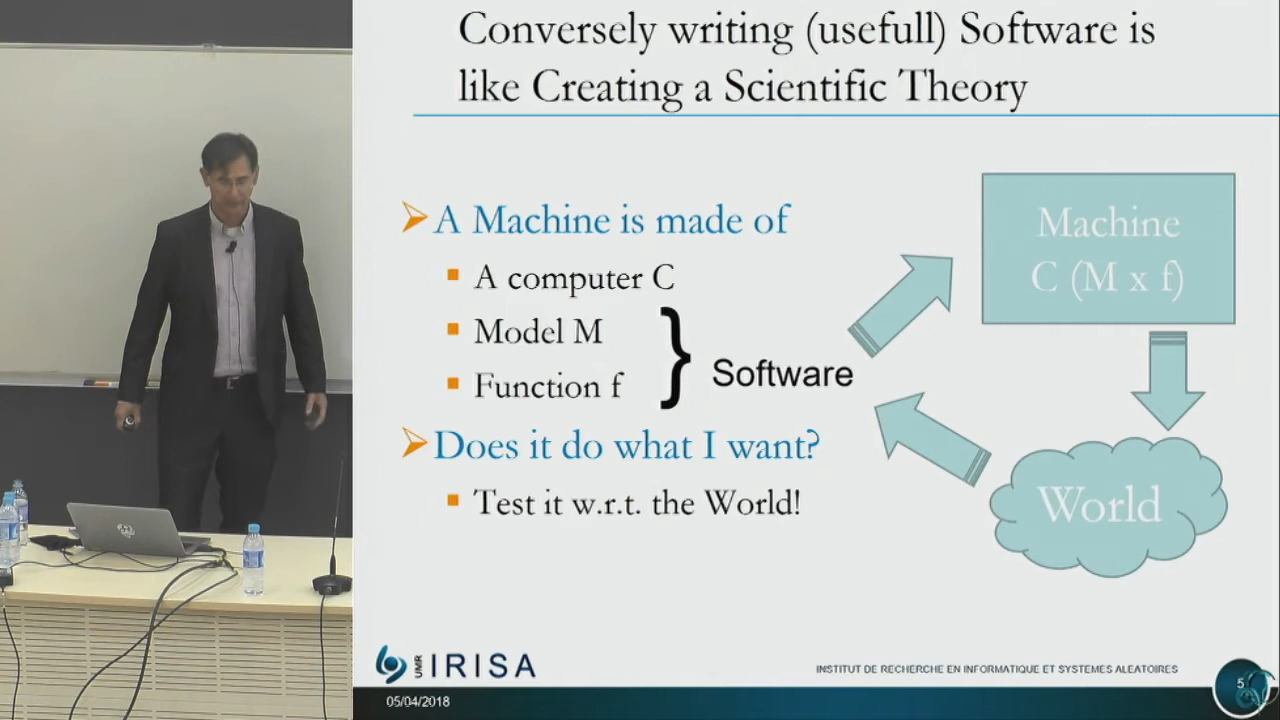 Conversely writing (usefull) Software is
like Creating a Scientific Theory
A Machine is made of
A computer C
Model M
Function f
} Software
Does it do what I want?
Test it w.r.t. the World!
Machine
C (M x f)
World
UMR IRISA
INSTITUT DE RECHERCHE EN INFORMATIQUE ET SYSTEMES ALEATOIRES
05/04/2018
5